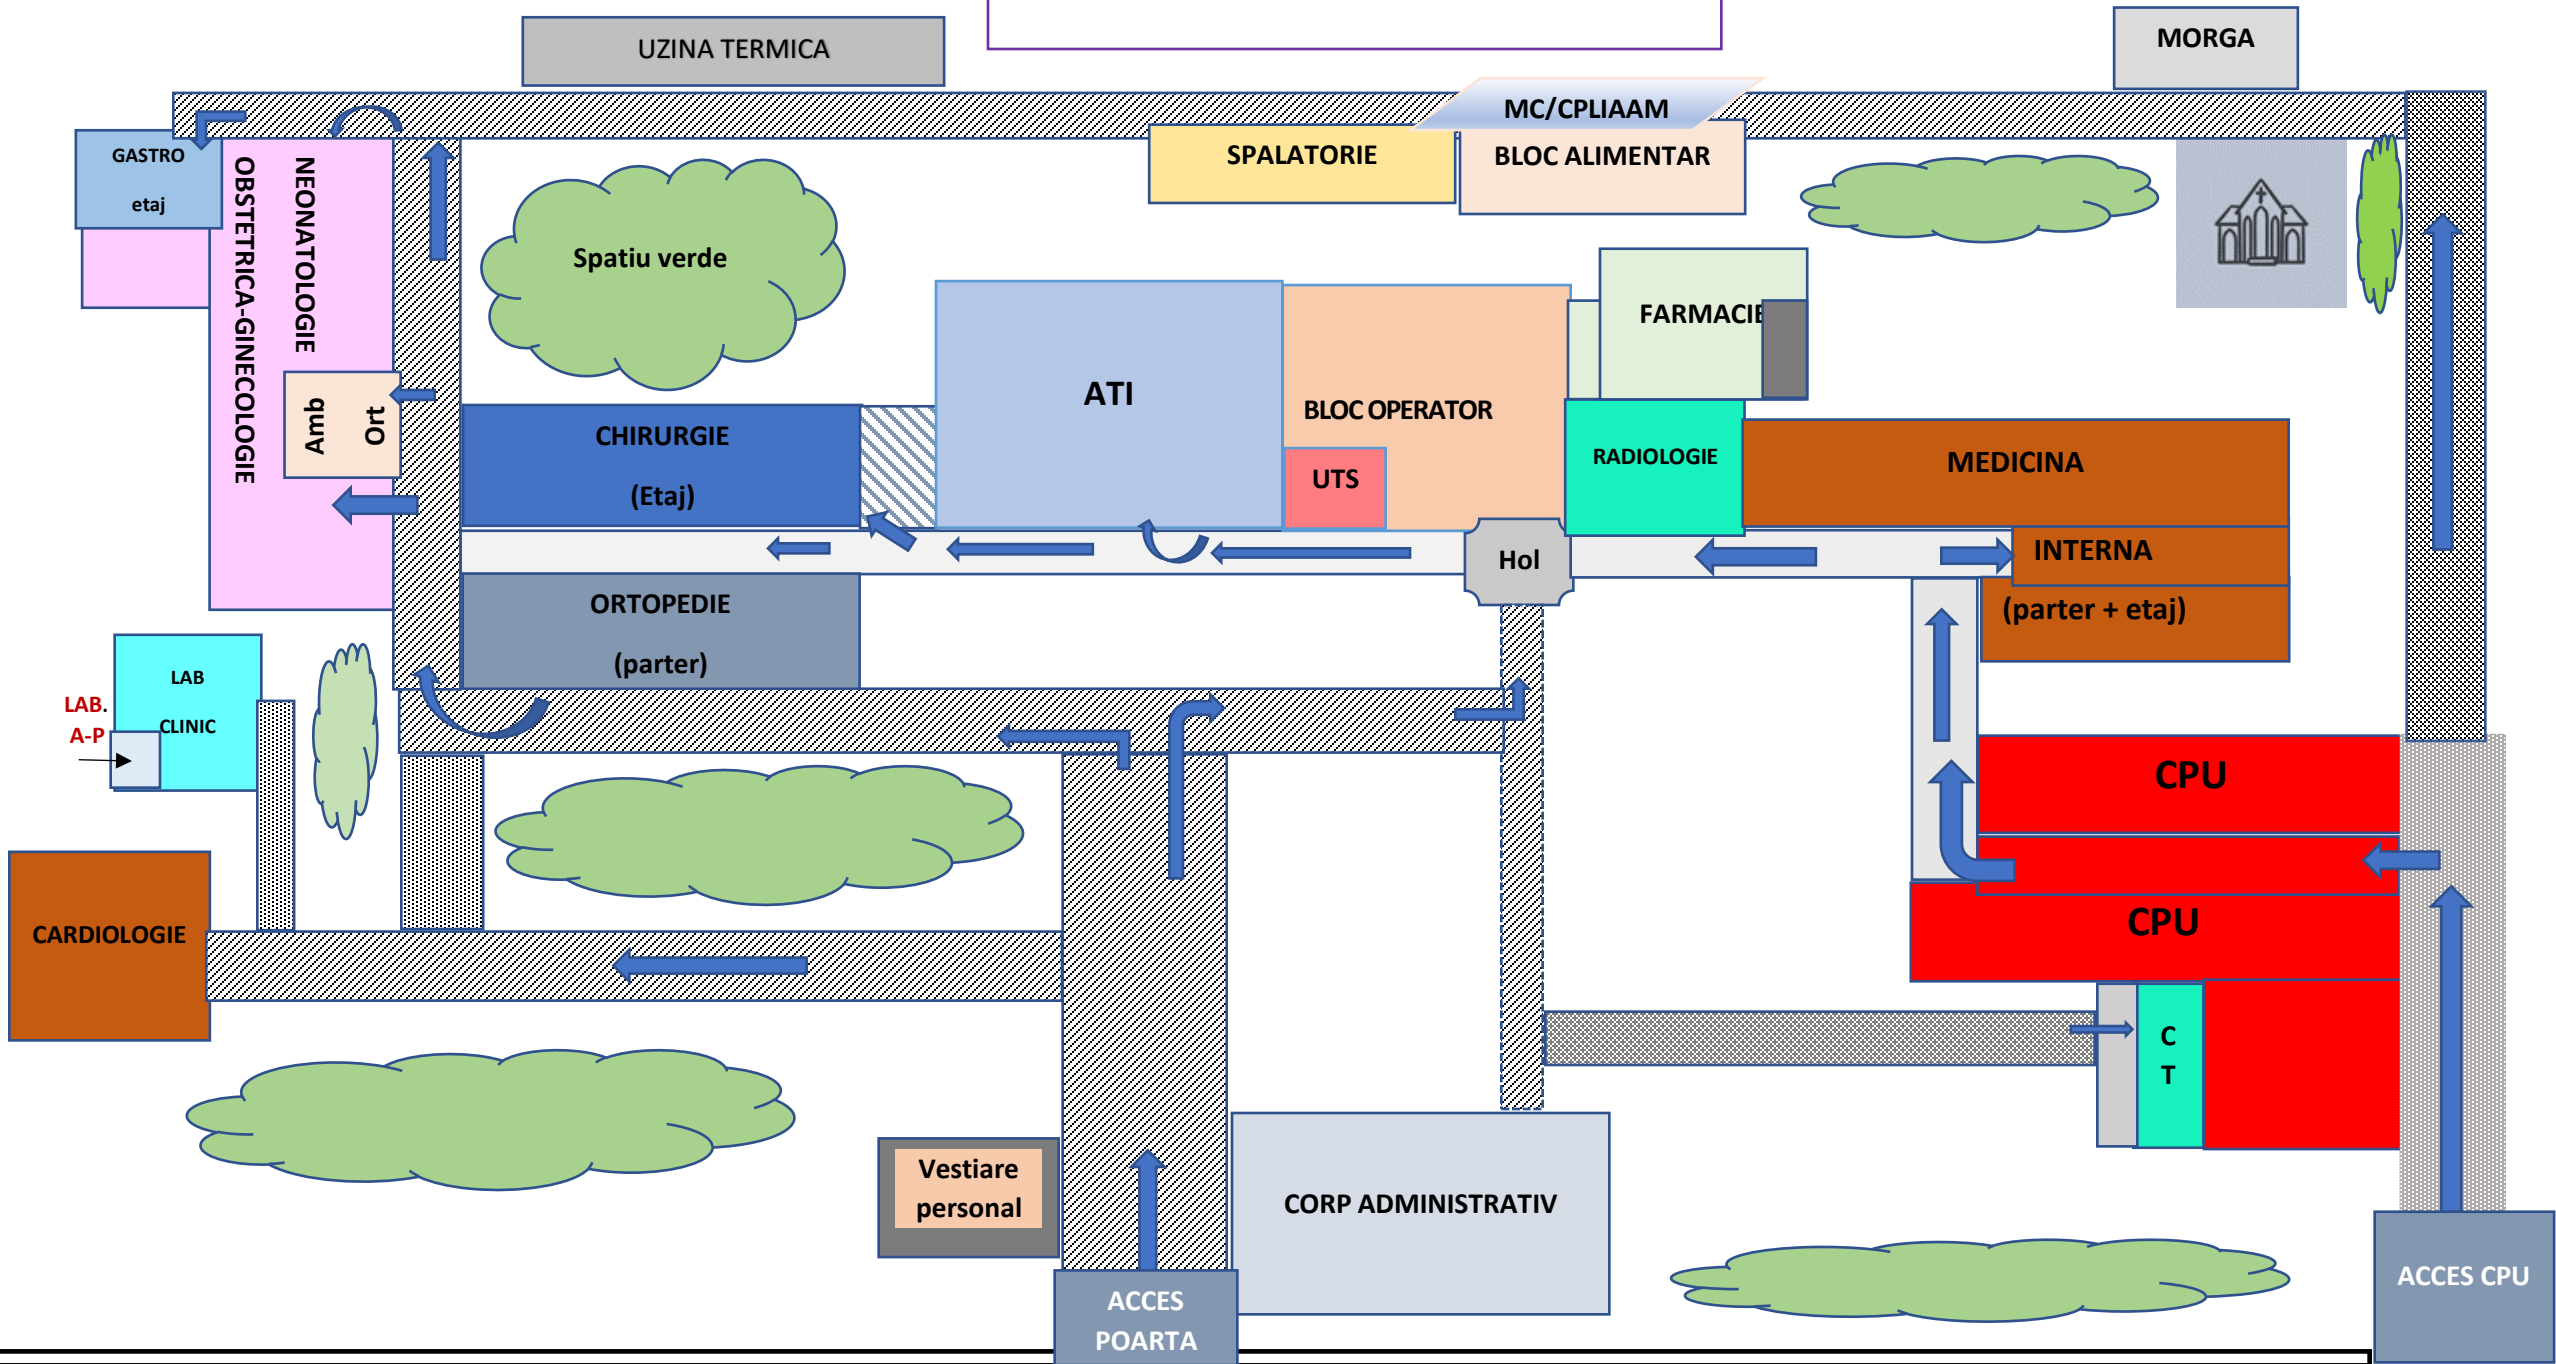 UZINA TERMICA
MORGA
MC/CPLIAAM
SPALATORIE
BLOC ALIMENTAR
GASTRO
etaj
OBSTETRICA-GINECOLOGIE
NEONATOLOGIE
Amb
Ort
Spatiu verde
CHIRURGIE
(Etaj)
ATI
BLOC OPERATOR
UTS
FARMACIE
RADIOLOGIE
MEDICINA
INTERNA
(parter + etaj)
Hol
ORTOPEDIE
(parter)
LAB
CLINIC
LAB.
A-P
CARDIOLOGIE
CPU
CPU
C
T
Vestiare
personal
CORP ADMINISTRATIV
ACCES
POARTA
ACCES CPU